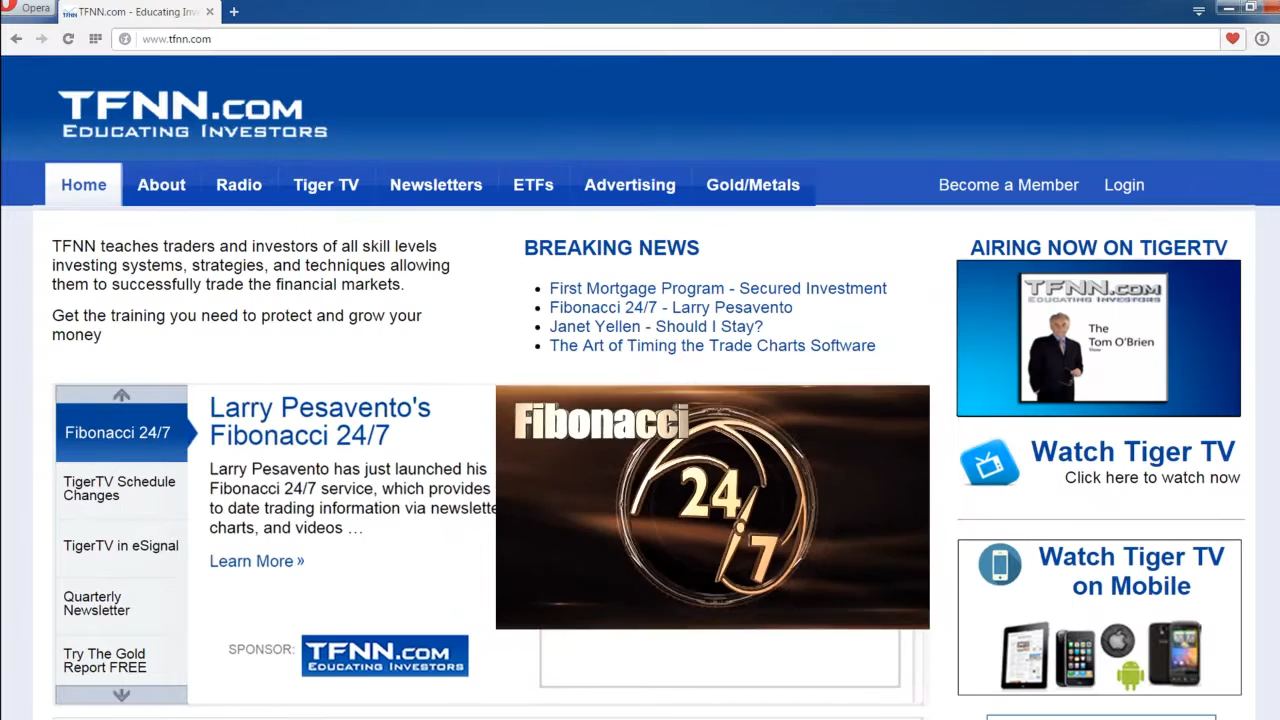 Opera
TFNN.com - Educating Inv
www.tfnn.com
TFNN.COM
EDUCATING INVESTORS
Home
About
Radio
Tiger TV
Newsletters
ETFs
Advertising
Gold/Metals
Become a Member
Login
TFNN teaches traders and investors of all skill levels
investing systems, strategies, and techniques allowing
them to successfully trade the financial markets.
Get the training you need to protect and grow your
money
BREAKING NEWS
First Mortgage Program - Secured Investment
Fibonacci 24/7 - Larry Pesavento
Janet Yellen - Should I Stay?
The Art of Timing the Trade Charts Software
AIRING NOW ON TIGERTV
TFNN.COM
EDUCATING INVESTORS
The
Tom O'Brien
Show
Watch Tiger TV
Click here to watch now
Watch Tiger TV
on Mobile
Fibonacci 24/7
TigerTV Schedule
Changes
TigerTV in eSignal
Quarterly
Newsletter
Try The Gold
Report FREE
Larry Pesavento's
Fibonacci 24/7
Larry Pesavento has just launched his
Fibonacci 24/7 service, which provides
to date trading information via newslette
charts, and videos …
Learn More »
SPONSOR:
TFNN.COM
EDUCATING INVESTORS
Fibonacci
24
7